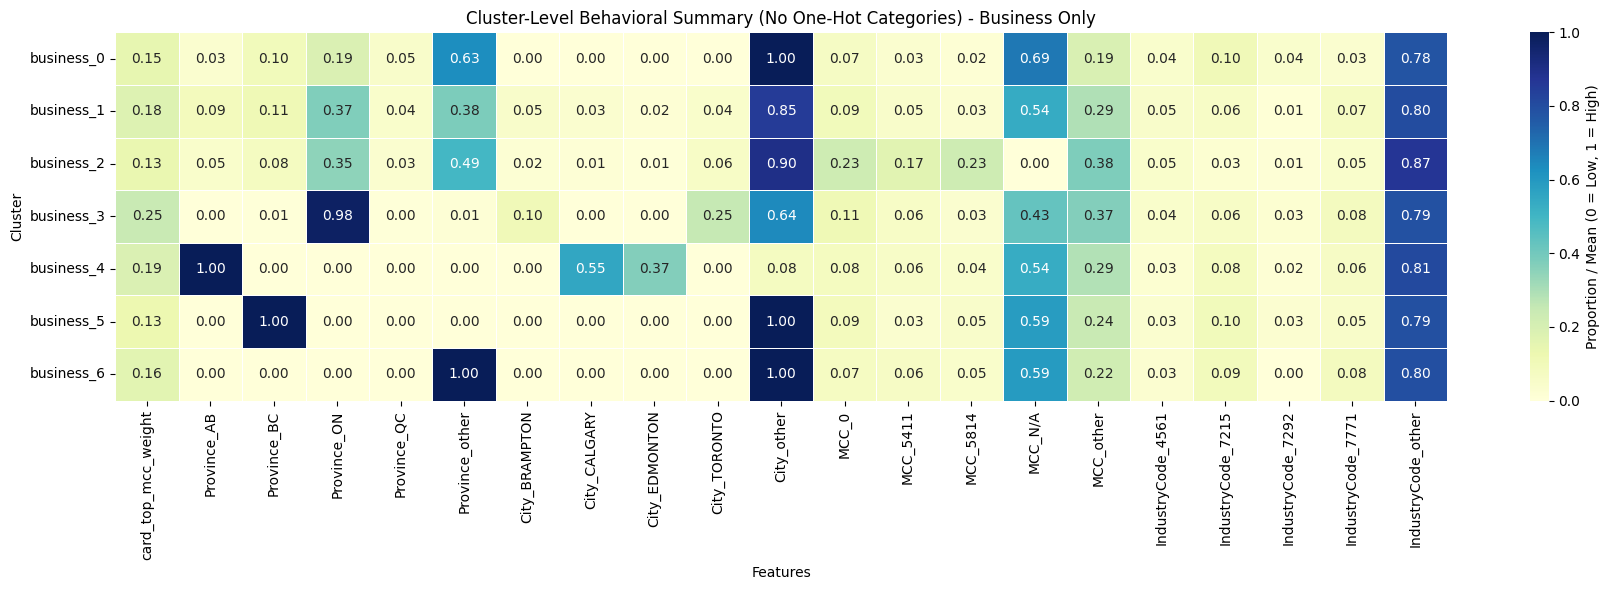 Cluster-Level Behavioral Summary (No One-Hot Categories) - Business Only
Cluster
business_0 0.15 0.03 0.10 0.19 0.05 0.63 0.00 0.00 0.00 0.00 1.00 0.07 0.03 0.02 0.69 0.19 0.04 0.10 0.04 0.03 0.78
business_1 0.18 0.09 0.11 0.37 0.04 0.38 0.05 0.03 0.02 0.04 0.85 0.09 0.05 0.03 0.54 0.29 0.05 0.06 0.01 0.07 0.80
business_2 0.13 0.05 0.08 0.35 0.03 0.49 0.02 0.01 0.01 0.06 0.90 0.23 0.17 0.23 0.00 0.38 0.05 0.03 0.01 0.05 0.87
business_3 0.25 0.00 0.01 0.98 0.00 0.01 0.10 0.00 0.00 0.25 0.64 0.11 0.06 0.03 0.43 0.37 0.04 0.06 0.03 0.08 0.79
business_4 0.19 1.00 0.00 0.00 0.00 0.00 0.00 0.55 0.37 0.00 0.08 0.08 0.06 0.04 0.54 0.29 0.03 0.08 0.02 0.06 0.81
business_5 0.13 0.00 1.00 0.00 0.00 0.00 0.00 0.00 0.00 0.00 1.00 0.09 0.03 0.05 0.59 0.24 0.03 0.10 0.03 0.05 0.79
business_6 0.16 0.00 0.00 0.00 0.00 1.00 0.00 0.00 0.00 0.00 1.00 0.07 0.06 0.05 0.59 0.22 0.03 0.09 0.00 0.08 0.80
card_top_mcc_weight
Province_AB
Province_BC
Province_ON
Province_QC
Province_other
City_BRAMPTON
City_CALGARY
City_EDMONTON
City_TORONTO
City_other
MCC_0
MCC_5411
MCC_5814
MCC_N/A
MCC_other
IndustryCode_4561
IndustryCode_7215
IndustryCode_7292
IndustryCode_7771
IndustryCode_other
Features
1.0
0.8
0.6
0.4
0.2
0.0
Proportion / Mean (0 = Low, 1 = High)